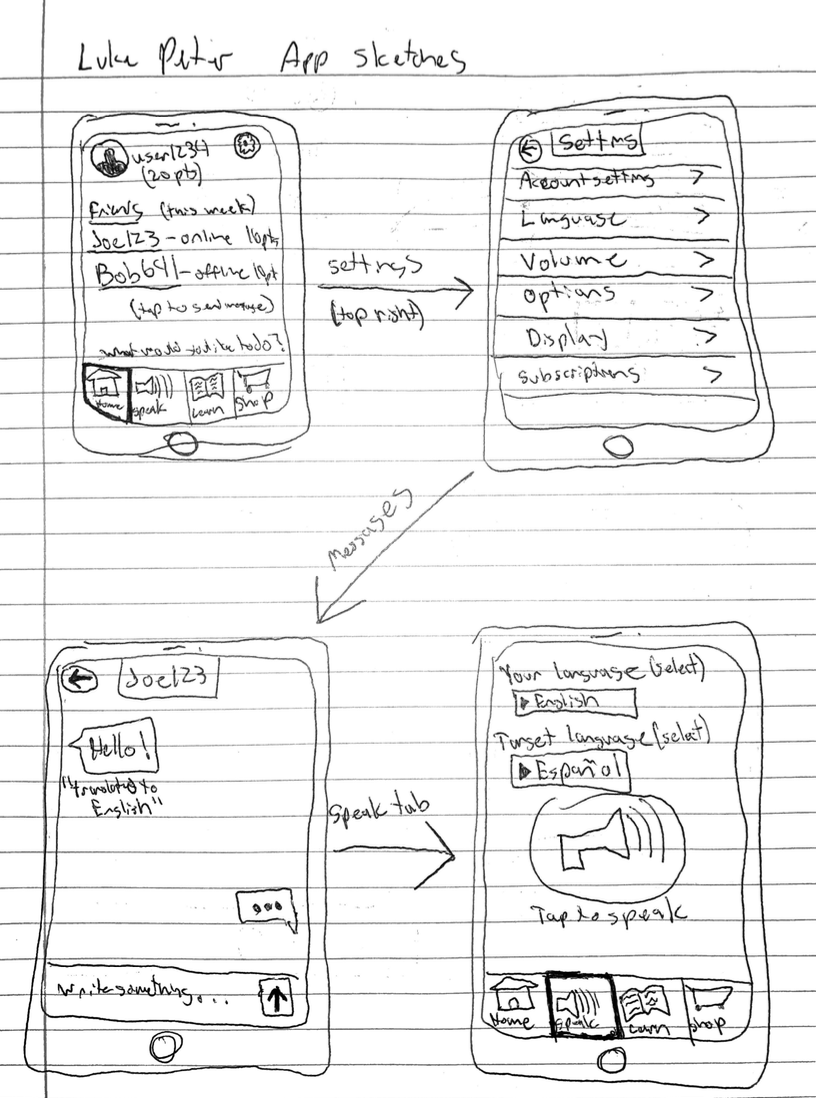 Luke Peter App sketches
user1234
(20pts)
friends (this week)
Joe123 - online 10pts
Bob641 - offline 10pt
(tap to send message)
what would you like to do?
Home
speak
Learn
shop
settings
(top right)
Settings
Account settings >
Language >
Volume >
options >
Display >
subscriptions >
Messages
Joe123
Hello!
"translated to
English"
...
write something...
Speak tab
Your language (select)
English
Target language (select)
Español
Tap to speak
Home
speak
Learn
shop